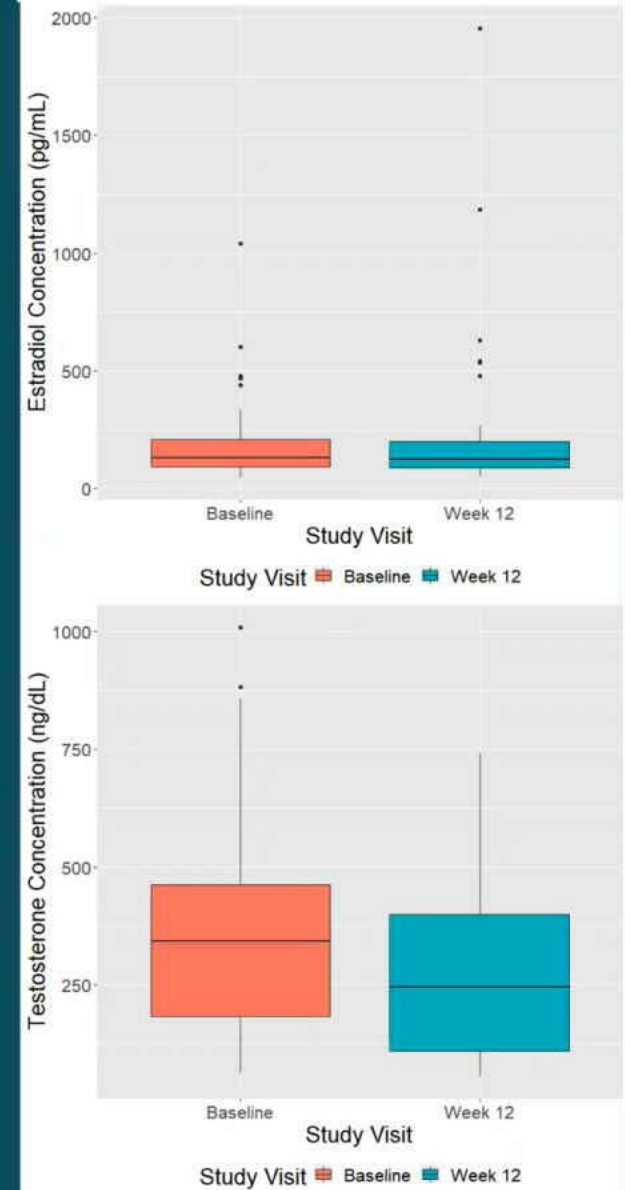 Estradiol Concentration (pg/mL)
2000
1500
1000
500
0
Baseline Week 12
Study Visit
Study Visit Baseline Week 12
Testosterone Concentration (ng/dL)
1000
750
500
250
Baseline Week 12
Study Visit
Study Visit Baseline Week 12